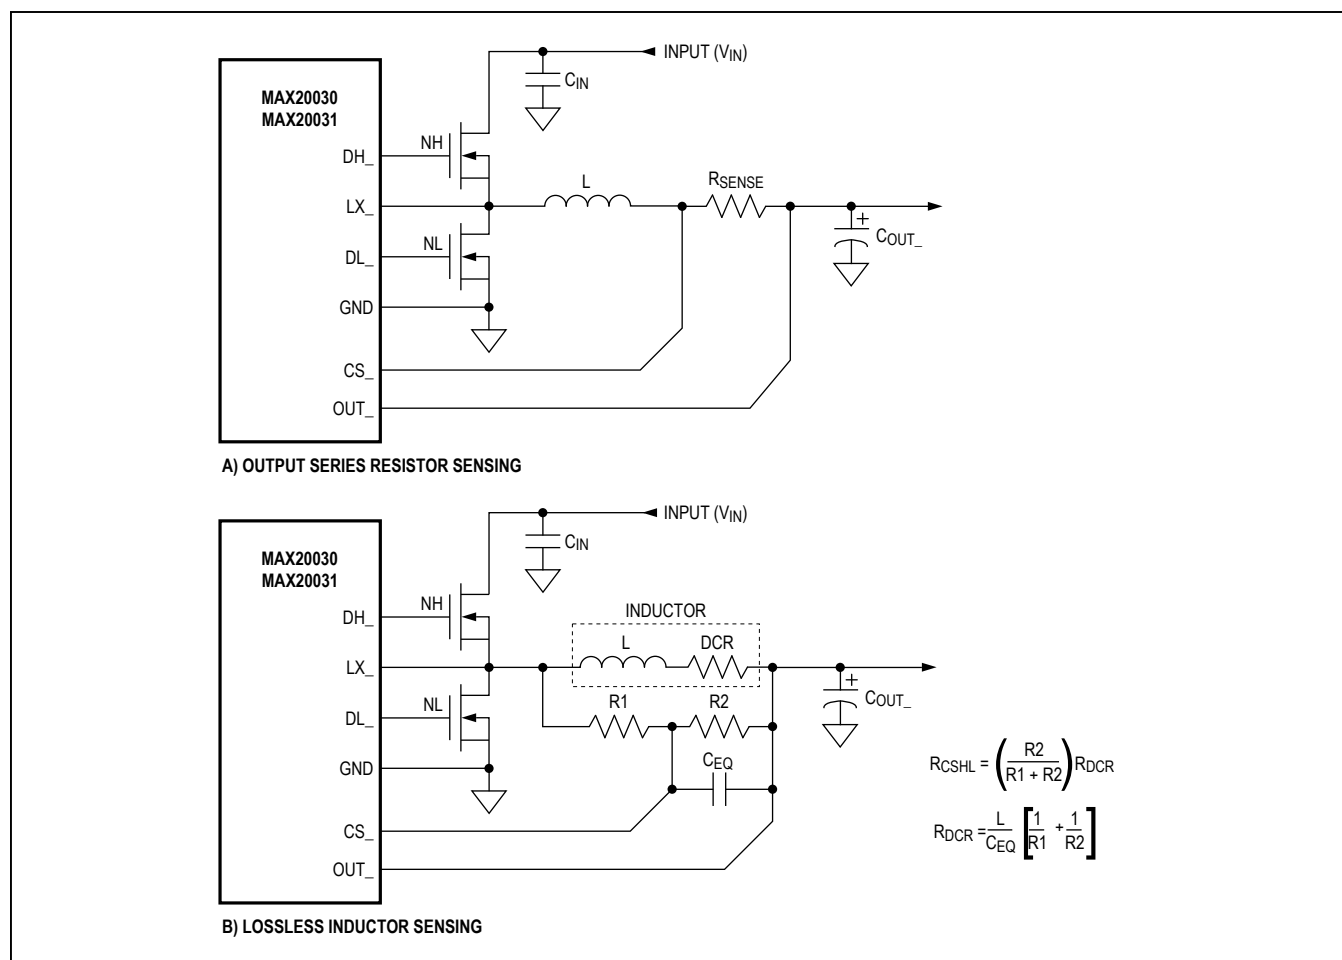 INPUT (VIN)
CIN
MAX20030
MAX20031
NH
DH_
L
RSENSE
LX_
+
COUT_
NL
DL_
GND
CS_
OUT_
A) OUTPUT SERIES RESISTOR SENSING
INPUT (VIN)
CIN
MAX20030
MAX20031
NH
DH_
INDUCTOR
L
DCR
LX_
+
COUT_
R1
R2
NL
DL_
CEQ
GND
CS_
OUT_
RCSHL = (R2 / (R1 + R2)) RDCR
RDCR = L / CEQ [1 / R1 + 1 / R2]
B) LOSSLESS INDUCTOR SENSING